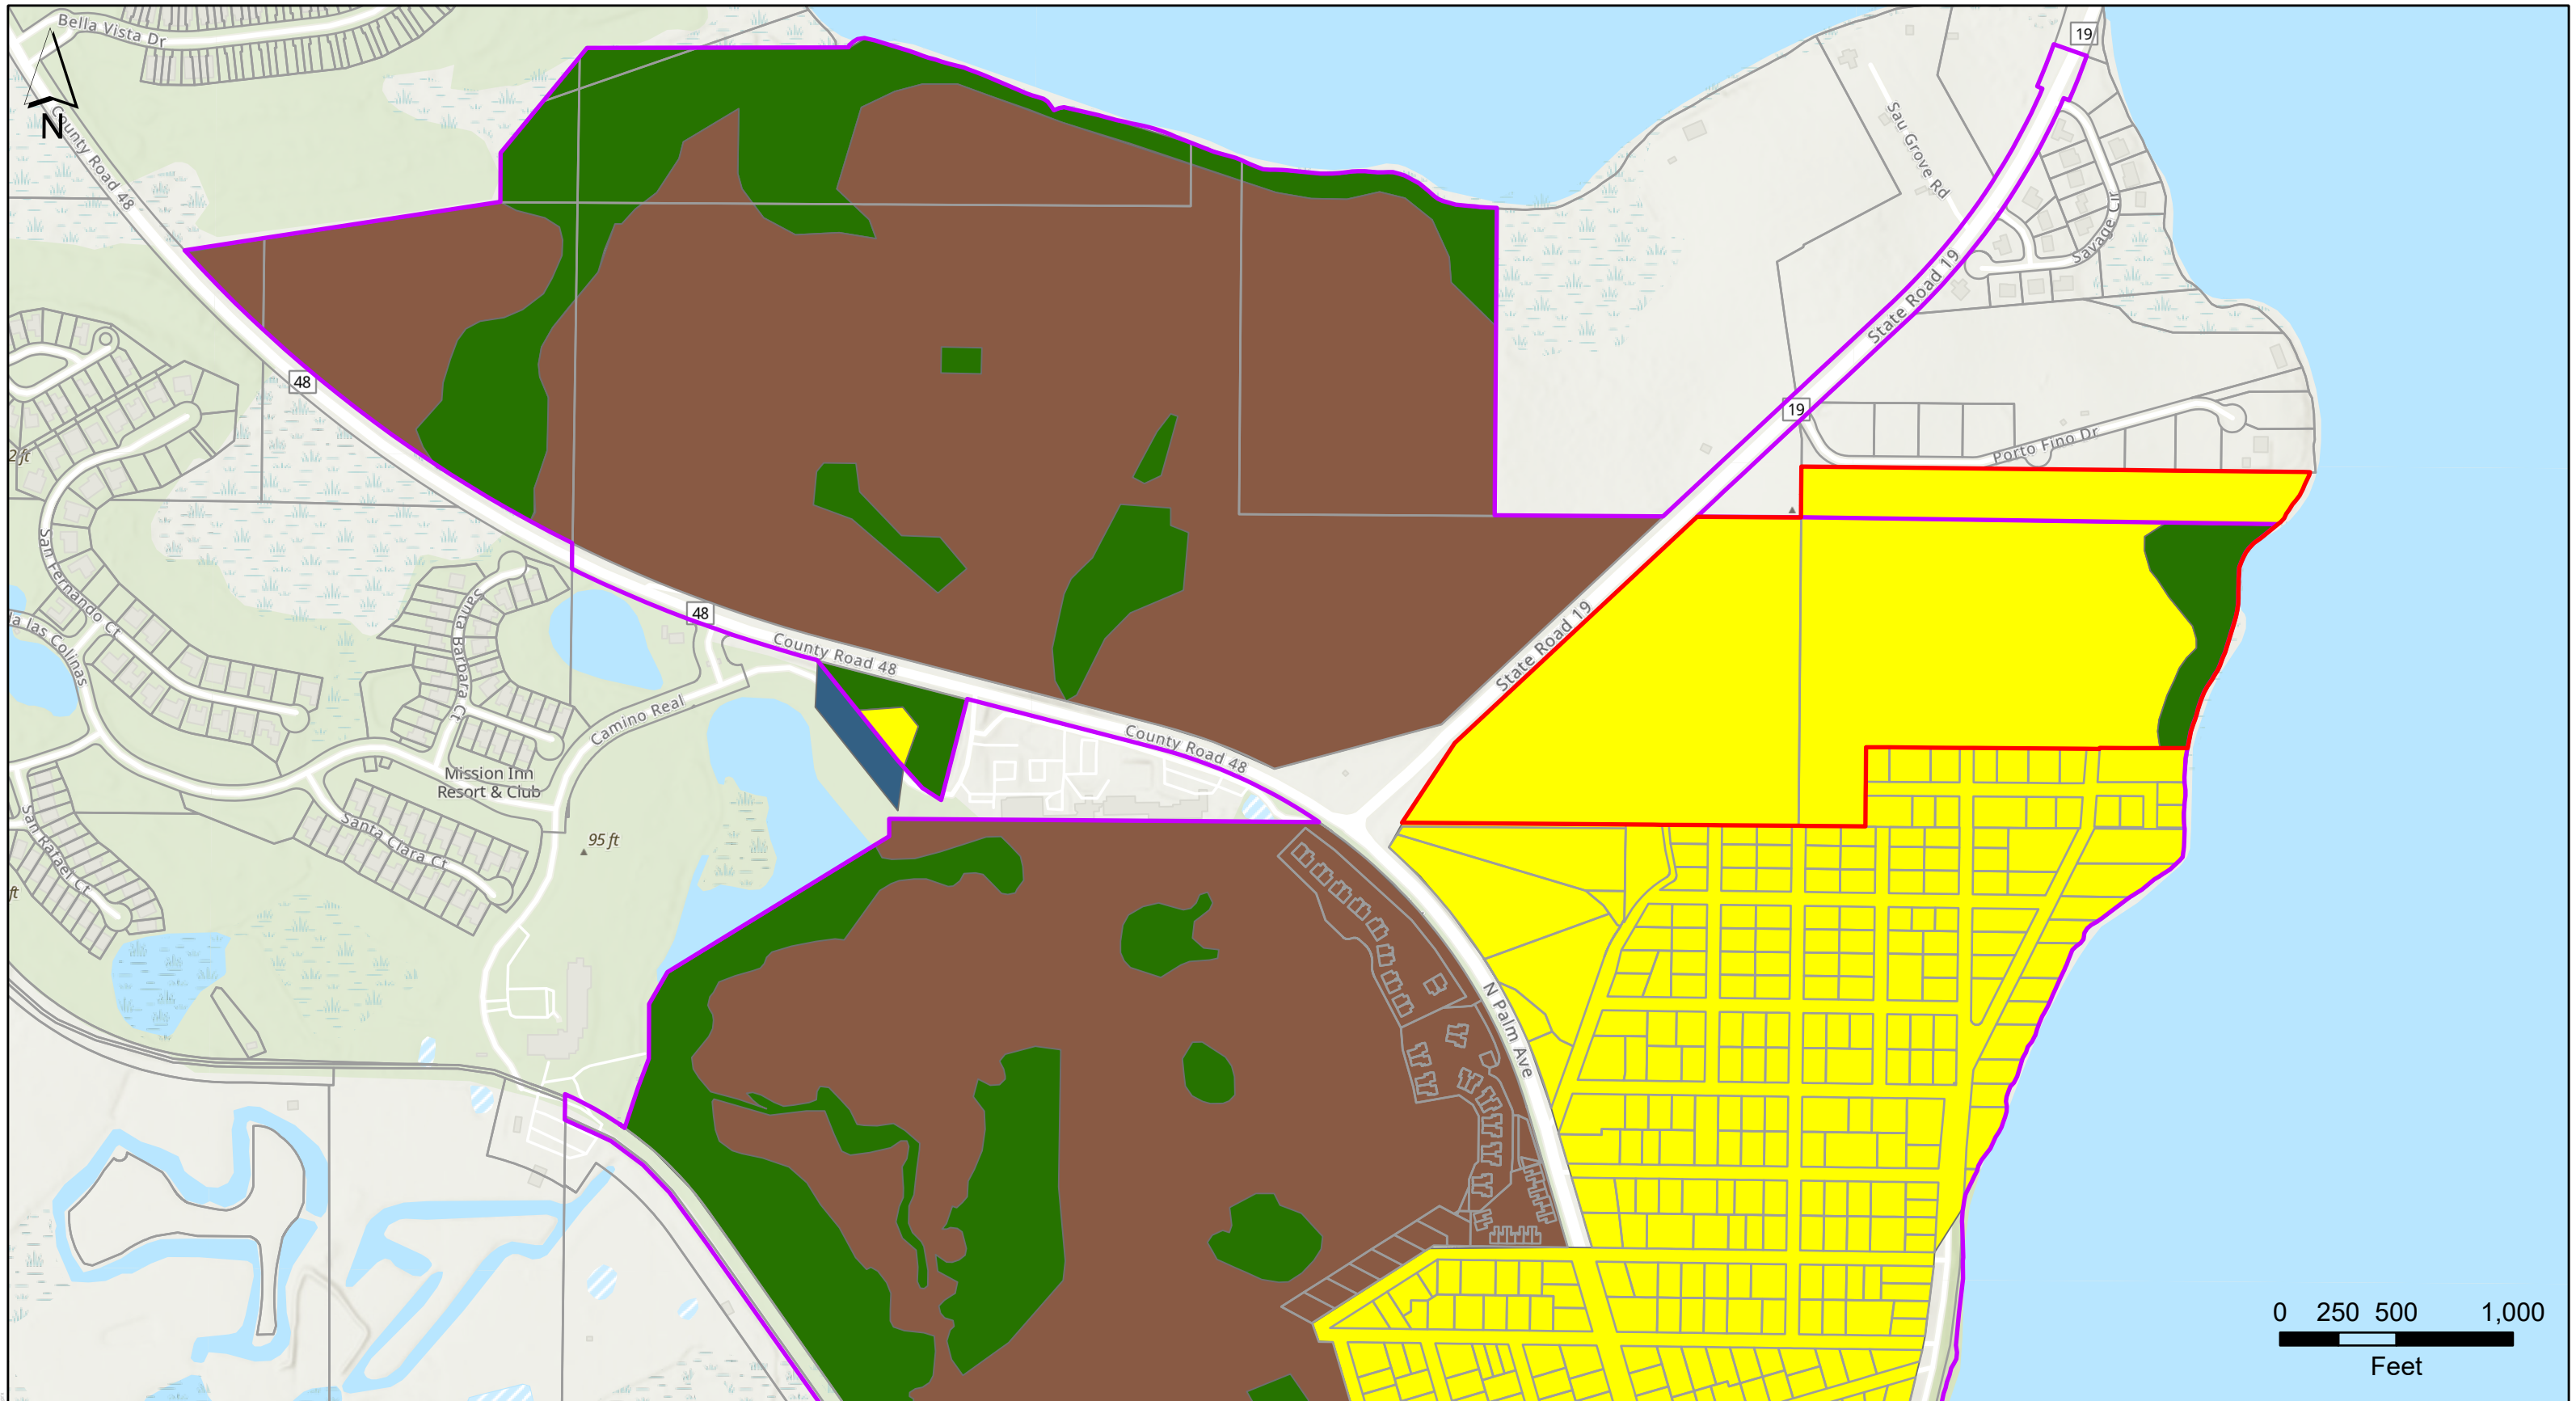 Bella Vista Dr
19
N
County Road 48
Sau Grove Rd
Savage Cir
State Road 19
48
19
Porto Fino Dr
2 ft
San Fernando Ct
Santa Barbara Ct
48
County Road 48
State Road 19
ia las Colinas
Camino Real
County Road 48
Mission Inn
Resort & Club
San Rafael Ct
Santa Clara Ct
95 ft
ft
N Palm Ave
0 250 500 1,000
Feet